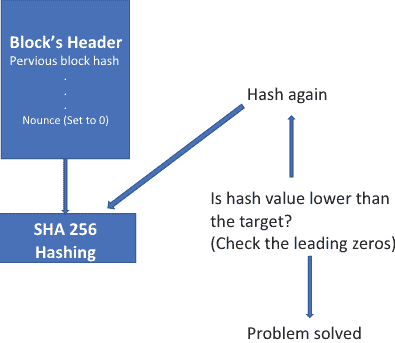 Block's Header
Pervious block hash
.
.
.
Nounce (Set to 0)
SHA 256
Hashing
Hash again
Is hash value lower than
the target?
(Check the leading zeros)
Problem solved